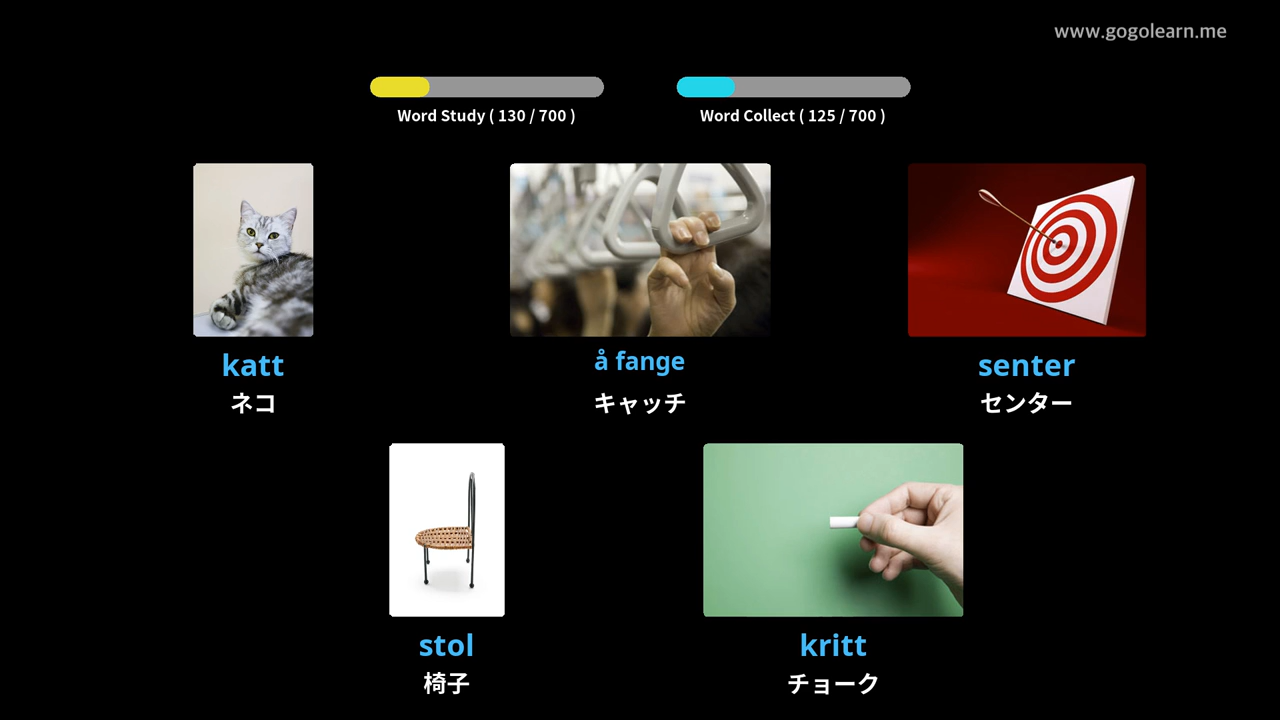 www.gogolearn.me
Word Study ( 130 / 700 )
Word Collect ( 125 / 700 )
katt
ネコ
å fange
キャッチ
senter
センター
stol
椅子
kritt
チョーク